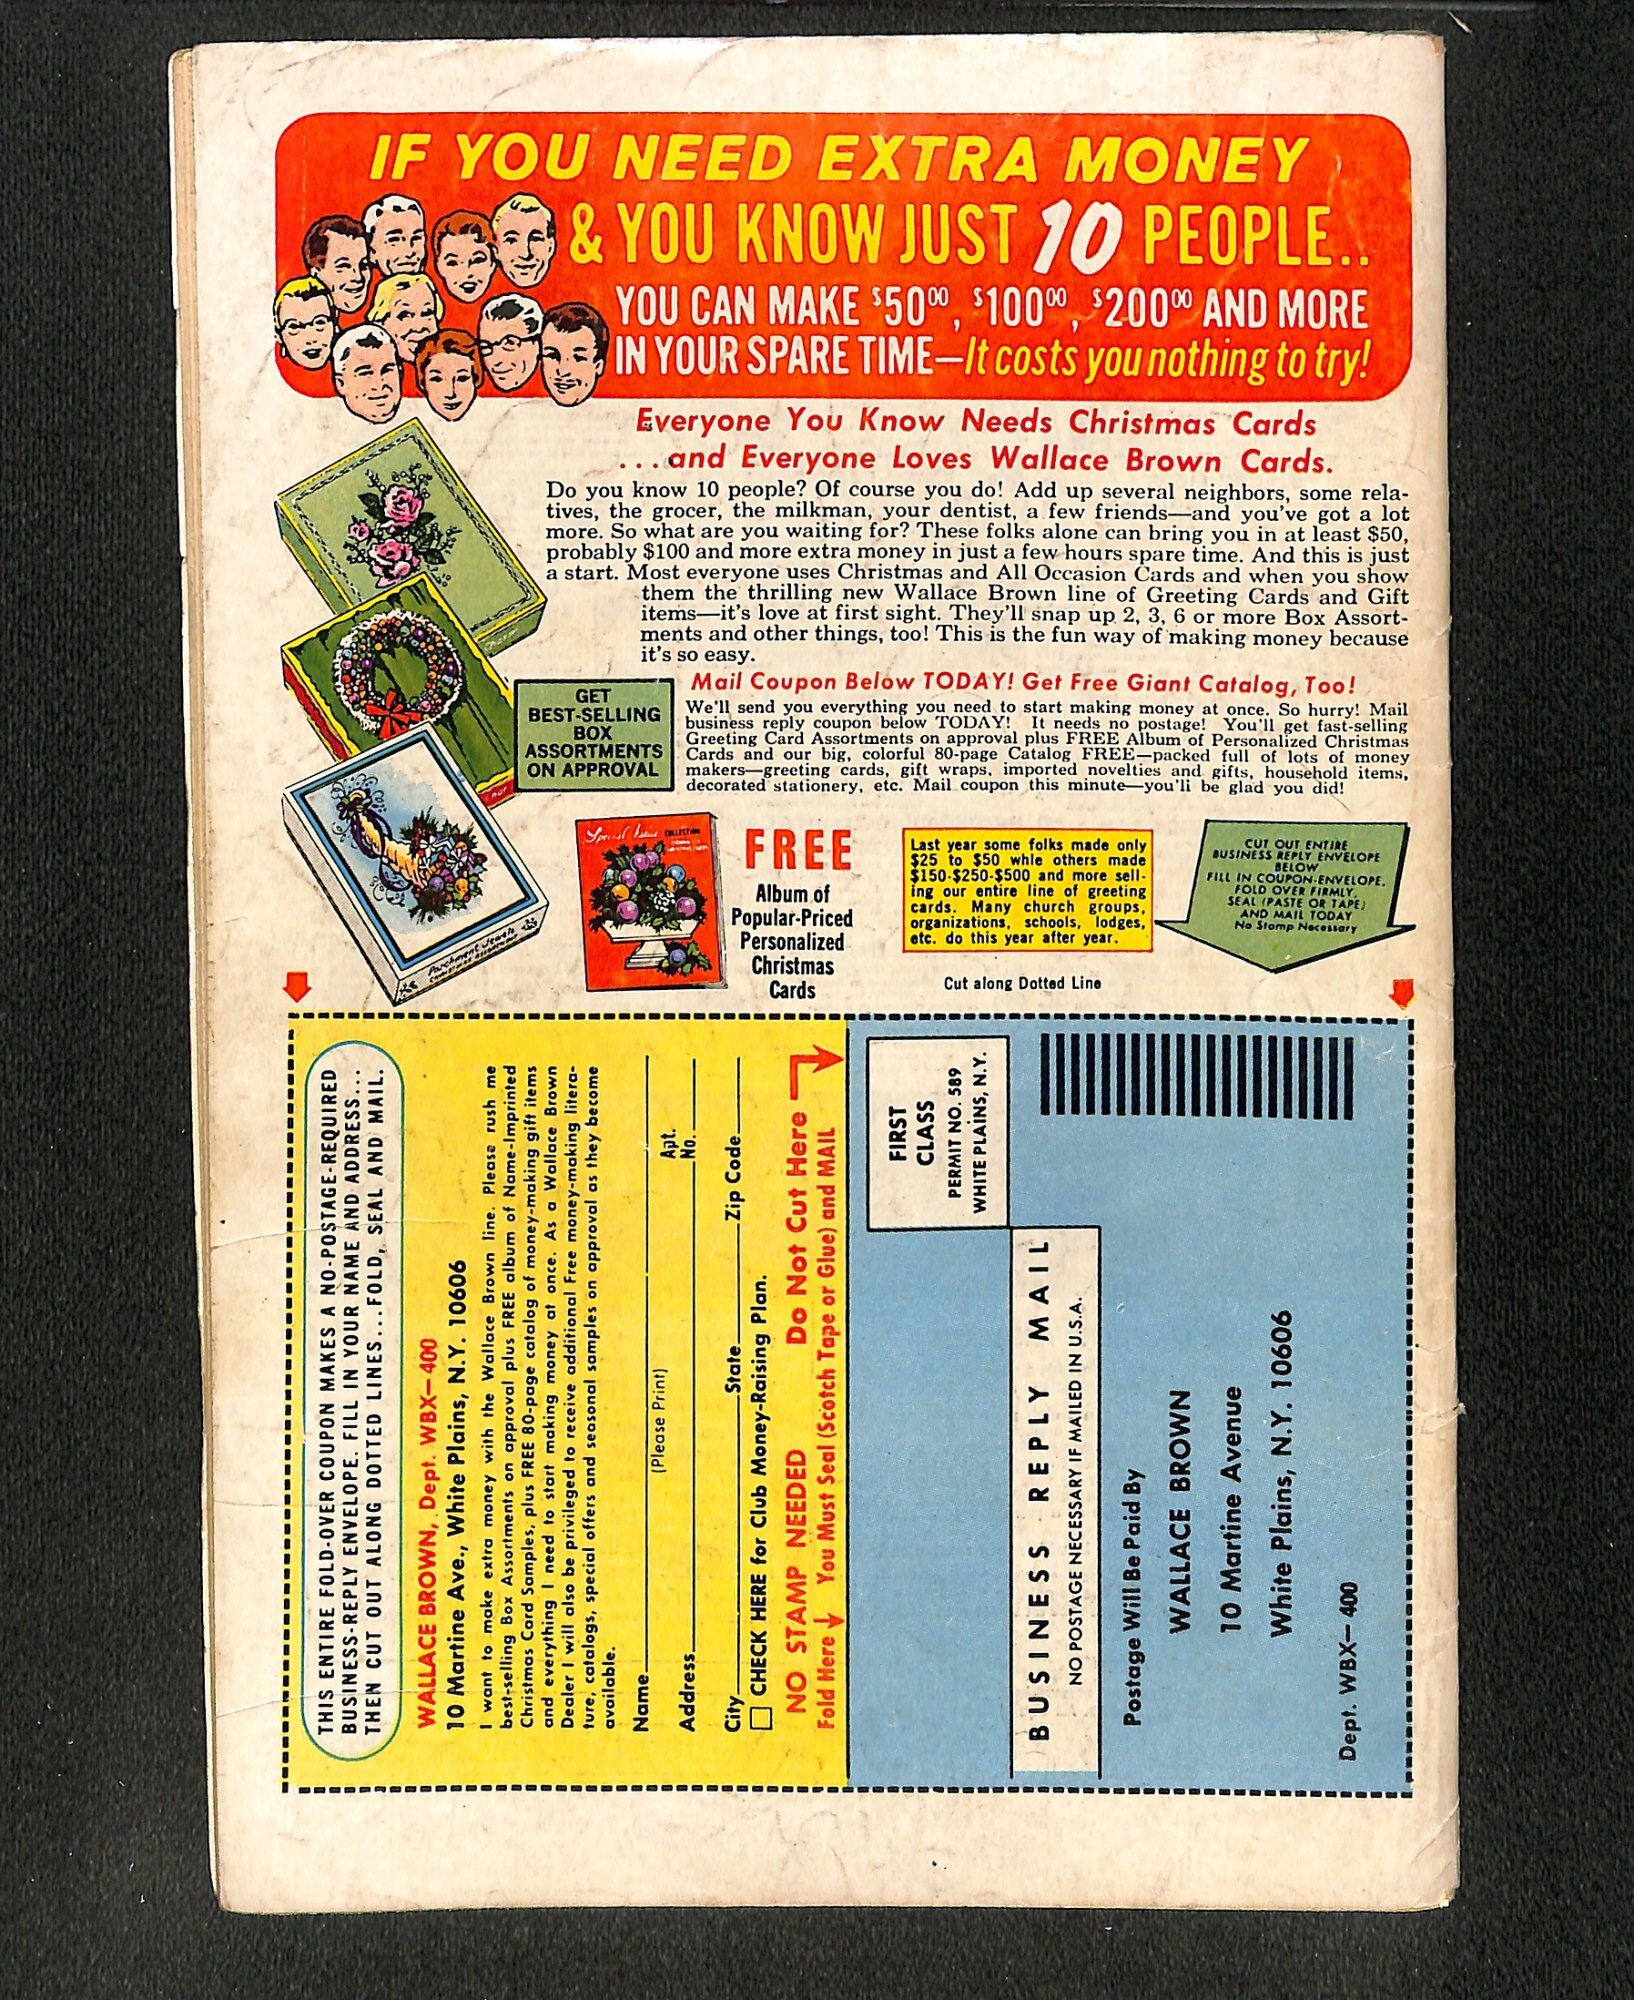 IF YOU NEED EXTRA MONEY
& YOU KNOW JUST 10 PEOPLE..
YOU CAN MAKE $5000, $10000, $20000 AND MORE
IN YOUR SPARE TIME—It costs you nothing to try!
Everyone You Know Needs Christmas Cards
...and Everyone Loves Wallace Brown Cards.
Do you know 10 people? Of course you do! Add up several neighbors, some rela-
tives, the grocer, the milkman, your dentist, a few friends—and you've got a lot
more. So what are you waiting for? These folks alone can bring you in at least $50,
probably $100 and more extra money in just a few hours spare time. And this is just
a start. Most everyone uses Christmas and All Occasion Cards and when you show
them the thrilling new Wallace Brown line of Greeting Cards and Gift
items—it's love at first sight. They'll snap up 2, 3, 6 or more Box Assort-
ments and other things, too! This is the fun way of making money because
it's so easy.
GET
BEST-SELLING
BOX
ASSORTMENTS
ON APPROVAL
Mail Coupon Below TODAY! Get Free Giant Catalog, Too!
We'll send you everything you need to start making money at once. So hurry! Mail
business reply coupon below TODAY! It needs no postage! You'll get fast-selling
Greeting Card Assortments on approval plus FREE Album of Personalized Christmas
Cards and our big, colorful 80-page Catalog FREE—packed full of lots of money
makers—greeting cards, gift wraps, imported novelties and gifts, household items,
decorated stationery, etc. Mail coupon this minute—you'll be glad you did!
Parchment Jewels
CHRISTMAS ASSORTMENT
Special Issue COLLECTION
FREE
Album of
Popular-Priced
Personalized
Christmas
Cards
Last year some folks made only
$25 to $50 whle others made
$150-$250-$500 and more sell-
ing our entire line of greeting
cards. Many church groups,
organizations, schools, lodges,
etc. do this year after year.
Cut along Dotted Line
CUT OUT ENTIRE
BUSINESS REPLY ENVELOPE
BELOW
FILL IN COUPON-ENVELOPE,
FOLD OVER FIRMLY,
SEAL (PASTE OR TAPE)
AND MAIL TODAY
No Stamp Necessary
THIS ENTIRE FOLD-OVER COUPON MAKES A NO-POSTAGE-REQUIRED
BUSINESS-REPLY ENVELOPE. FILL IN YOUR NAME AND ADDRESS...
THEN CUT OUT ALONG DOTTED LINES...FOLD, SEAL AND MAIL.
WALLACE BROWN, Dept. WBX—400
10 Martine Ave., White Plains, N.Y. 10606
I want to make extra money with the Wallace Brown line. Please rush me
best-selling Box Assortments on approval plus FREE album of Name-Imprinted
Christmas Card Samples, plus FREE 80-page catalog of money-making gift items
and everything I need to start making money at once. As a Wallace Brown
Dealer I will also be privileged to receive additional Free money-making litera-
ture, catalogs, special offers and seasonal samples on approval as they become
available.
Name
(Please Print)
Address Apt. No.
City State Zip Code
CHECK HERE for Club Money-Raising Plan.
NO STAMP NEEDED Do Not Cut Here
Fold Here You Must Seal (Scotch Tape or Glue) and MAIL
FIRST
CLASS
PERMIT NO. 589
WHITE PLAINS, N.Y.
BUSINESS REPLY MAIL
NO POSTAGE NECESSARY IF MAILED IN U.S.A.
Postage Will Be Paid By
WALLACE BROWN
10 Martine Avenue
White Plains, N.Y. 10606
Dept. WBX—400